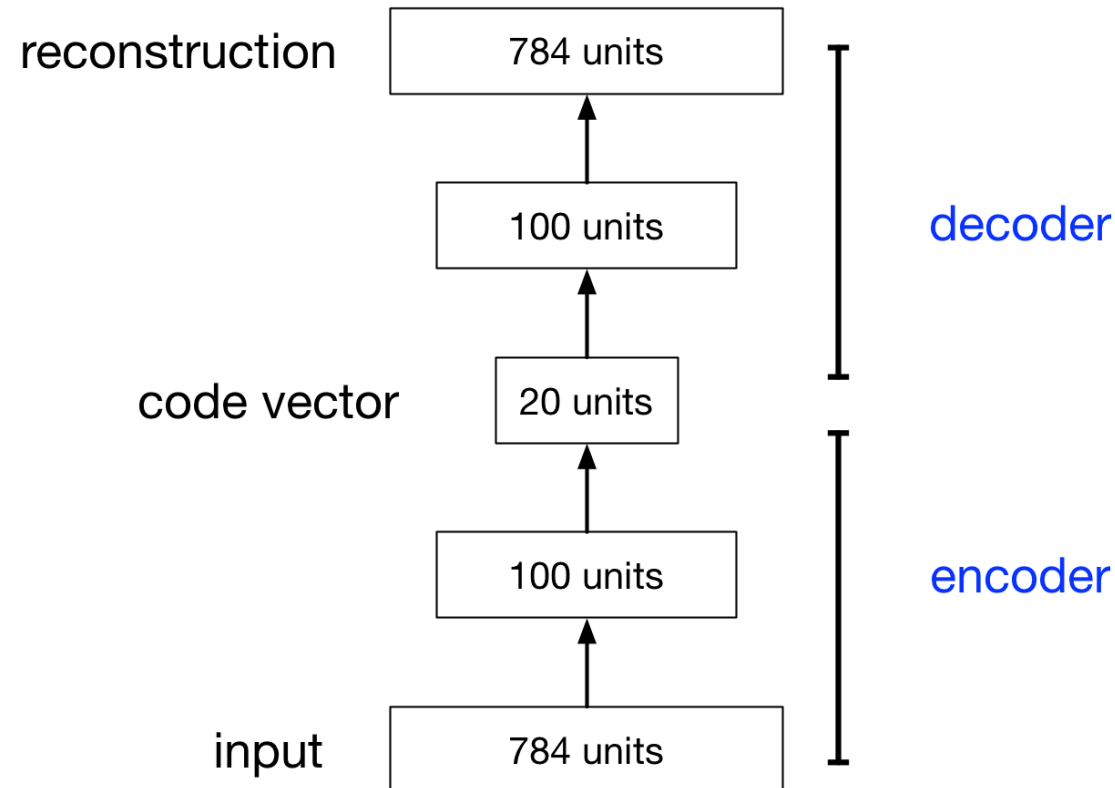 reconstruction
784 units
100 units
decoder
code vector
20 units
100 units
encoder
input
784 units